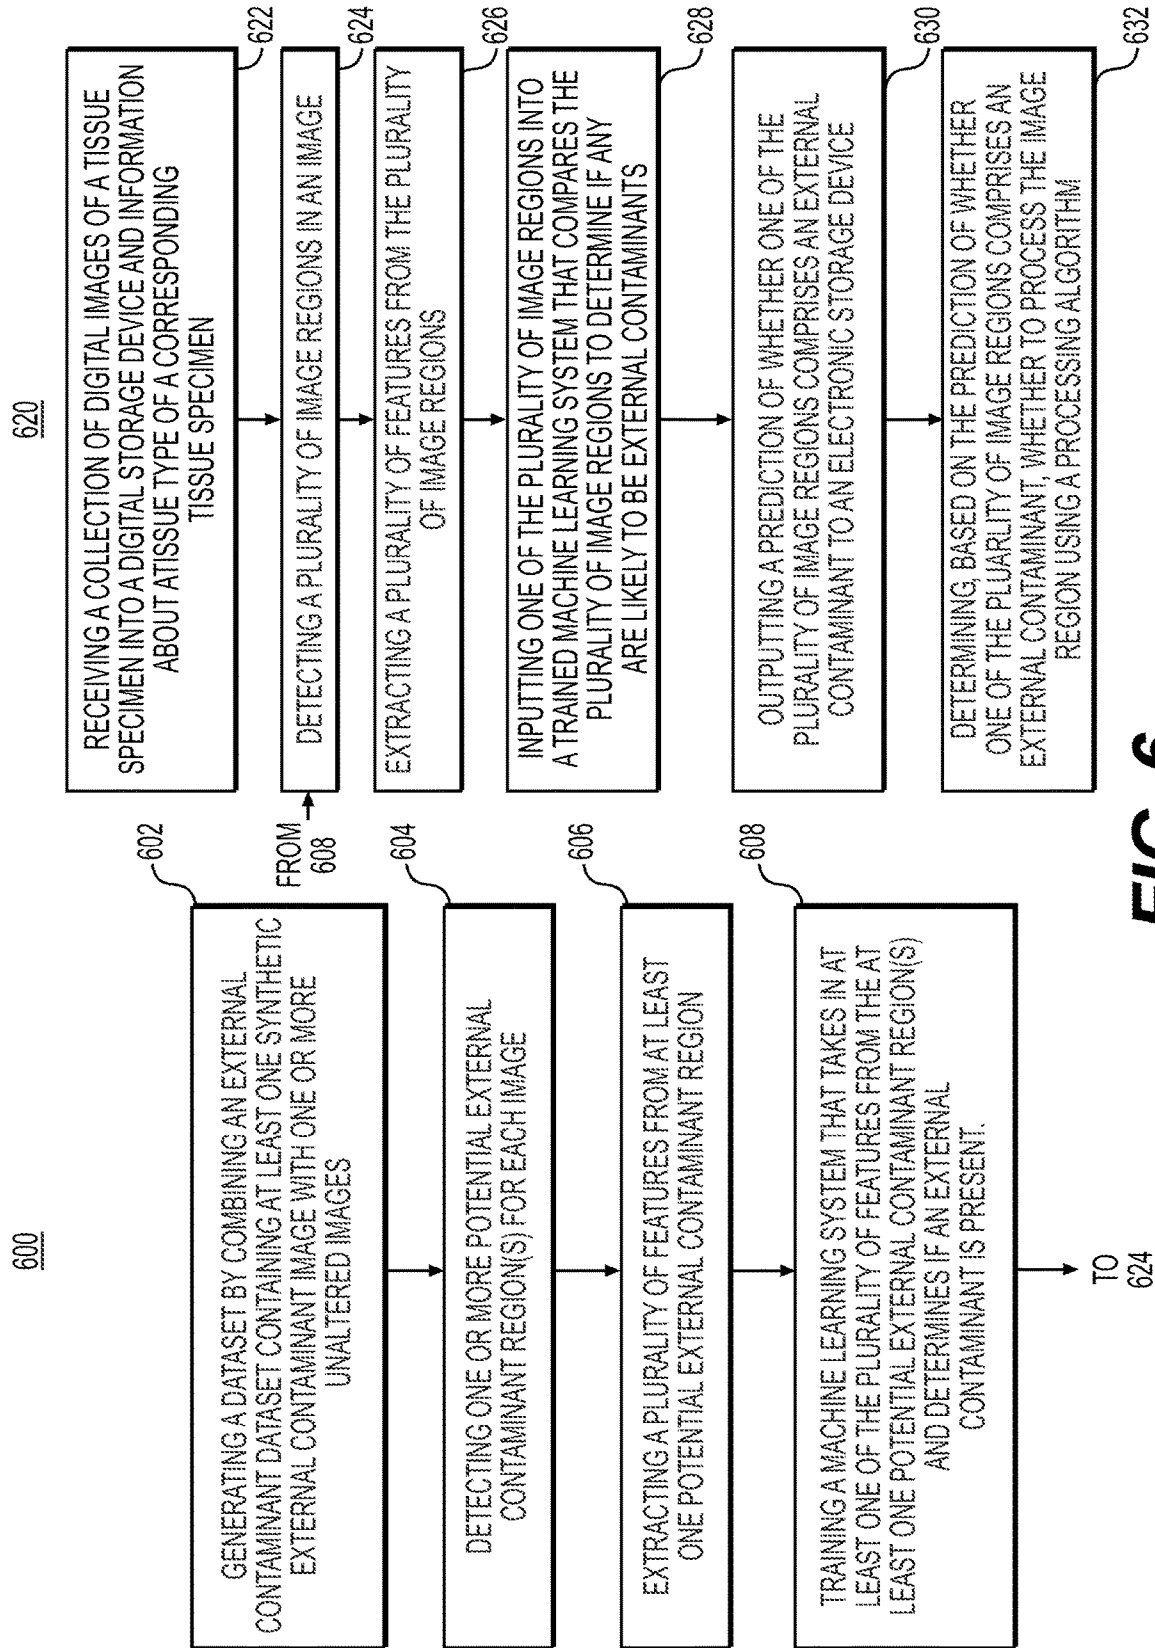 600
602
GENERATING A DATASET BY COMBINING AN EXTERNAL
CONTAMINANT DATASET CONTAINING AT LEAST ONE SYNTHETIC
EXTERNAL CONTAMINANT IMAGE WITH ONE OR MORE
UNALTERED IMAGES
604
DETECTING ONE OR MORE POTENTIAL EXTERNAL
CONTAMINANT REGION(S) FOR EACH IMAGE
606
EXTRACTING A PLURALITY OF FEATURES FROM AT LEAST
ONE POTENTIAL EXTERNAL CONTAMINANT REGION
608
TRAINING A MACHINE LEARNING SYSTEM THAT TAKES IN AT
LEAST ONE OF THE PLURALITY OF FEATURES FROM THE AT
LEAST ONE POTENTIAL EXTERNAL CONTAMINANT REGION(S)
AND DETERMINES IF AN EXTERNAL
CONTAMINANT IS PRESENT.
TO
624
620
RECEIVING A COLLECTION OF DIGITAL IMAGES OF A TISSUE
SPECIMEN INTO A DIGITAL STORAGE DEVICE AND INFORMATION
ABOUT ATISSUE TYPE OF A CORRESPONDING
TISSUE SPECIMEN
622
FROM
608
DETECTING A PLURALITY OF IMAGE REGIONS IN AN IMAGE
624
EXTRACTING A PLURALITY OF FEATURES FROM THE PLURALITY
OF IMAGE REGIONS
626
INPUTTING ONE OF THE PLURALITY OF IMAGE REGIONS INTO
A TRAINED MACHINE LEARNING SYSTEM THAT COMPARES THE
PLURALITY OF IMAGE REGIONS TO DETERMINE IF ANY
ARE LIKELY TO BE EXTERNAL CONTAMINANTS
628
OUTPUTTING A PREDICTION OF WHETHER ONE OF THE
PLURALITY OF IMAGE REGIONS COMPRISES AN EXTERNAL
CONTAMINANT TO AN ELECTRONIC STORAGE DEVICE
630
DETERMINING, BASED ON THE PREDICTION OF WHETHER
ONE OF THE PLUARLITY OF IMAGE REGIONS COMPRISES AN
EXTERNAL CONTAMINANT, WHETHER TO PROCESS THE IMAGE
REGION USING A PROCESSING ALGORITHM
632
FIG. 6